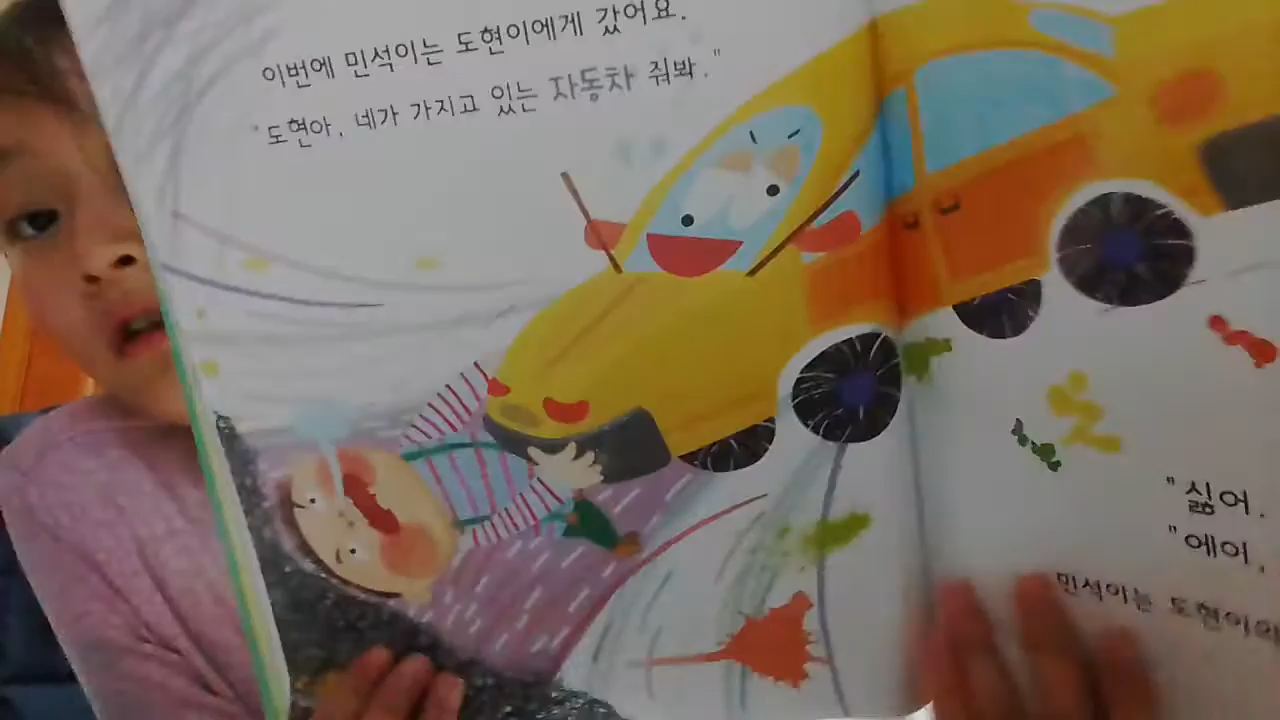 이번에 민석이는 도현이에게 갔어요.
"도현아, 네가 가지고 있는 자동차 줘봐."
"싫어.
"에이,
민석이는 도현이의